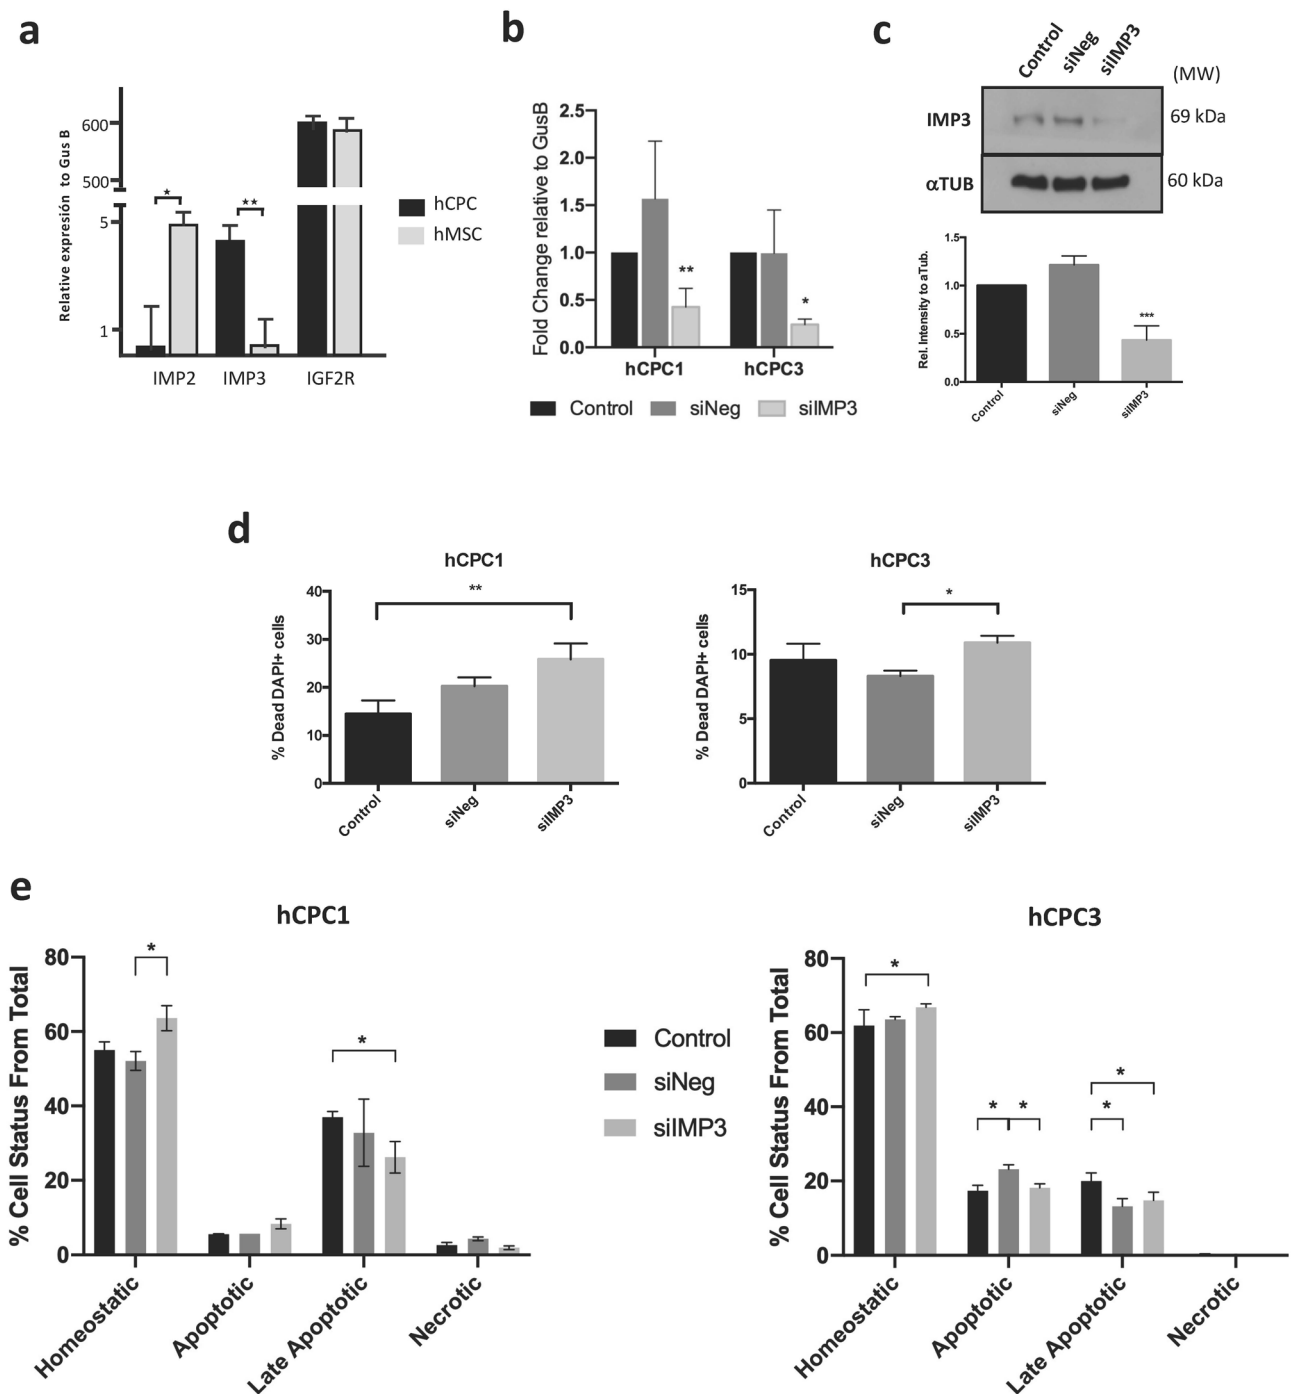 a
Relative expresión to Gus B
600
500
5
1
*
**
IMP2 IMP3 IGF2R
hCPC
hMSC
b
Fold Change relative to GusB
2.5
2.0
1.5
1.0
0.5
0.0
**
*
hCPC1 hCPC3
Control siNeg siIMP3
c
Control siNeg siIMP3
(MW)
IMP3 69 kDa
αTUB 60 kDa
Rel. Intensity to aTub.
1.5
1.0
0.5
0.0
***
Control siNeg siIMP3
d
hCPC1
% Dead DAPI+ cells
40
30
20
10
0
**
Control siNeg siIMP3
hCPC3
% Dead DAPI+ cells
15
10
5
0
*
Control siNeg siIMP3
e
hCPC1
% Cell Status From Total
80
60
40
20
0
*
*
Homeostatic Apoptotic Late Apoptotic Necrotic
Control
siNeg
siIMP3
hCPC3
% Cell Status From Total
80
60
40
20
0
*
* *
*
*
Homeostatic Apoptotic Late Apoptotic Necrotic